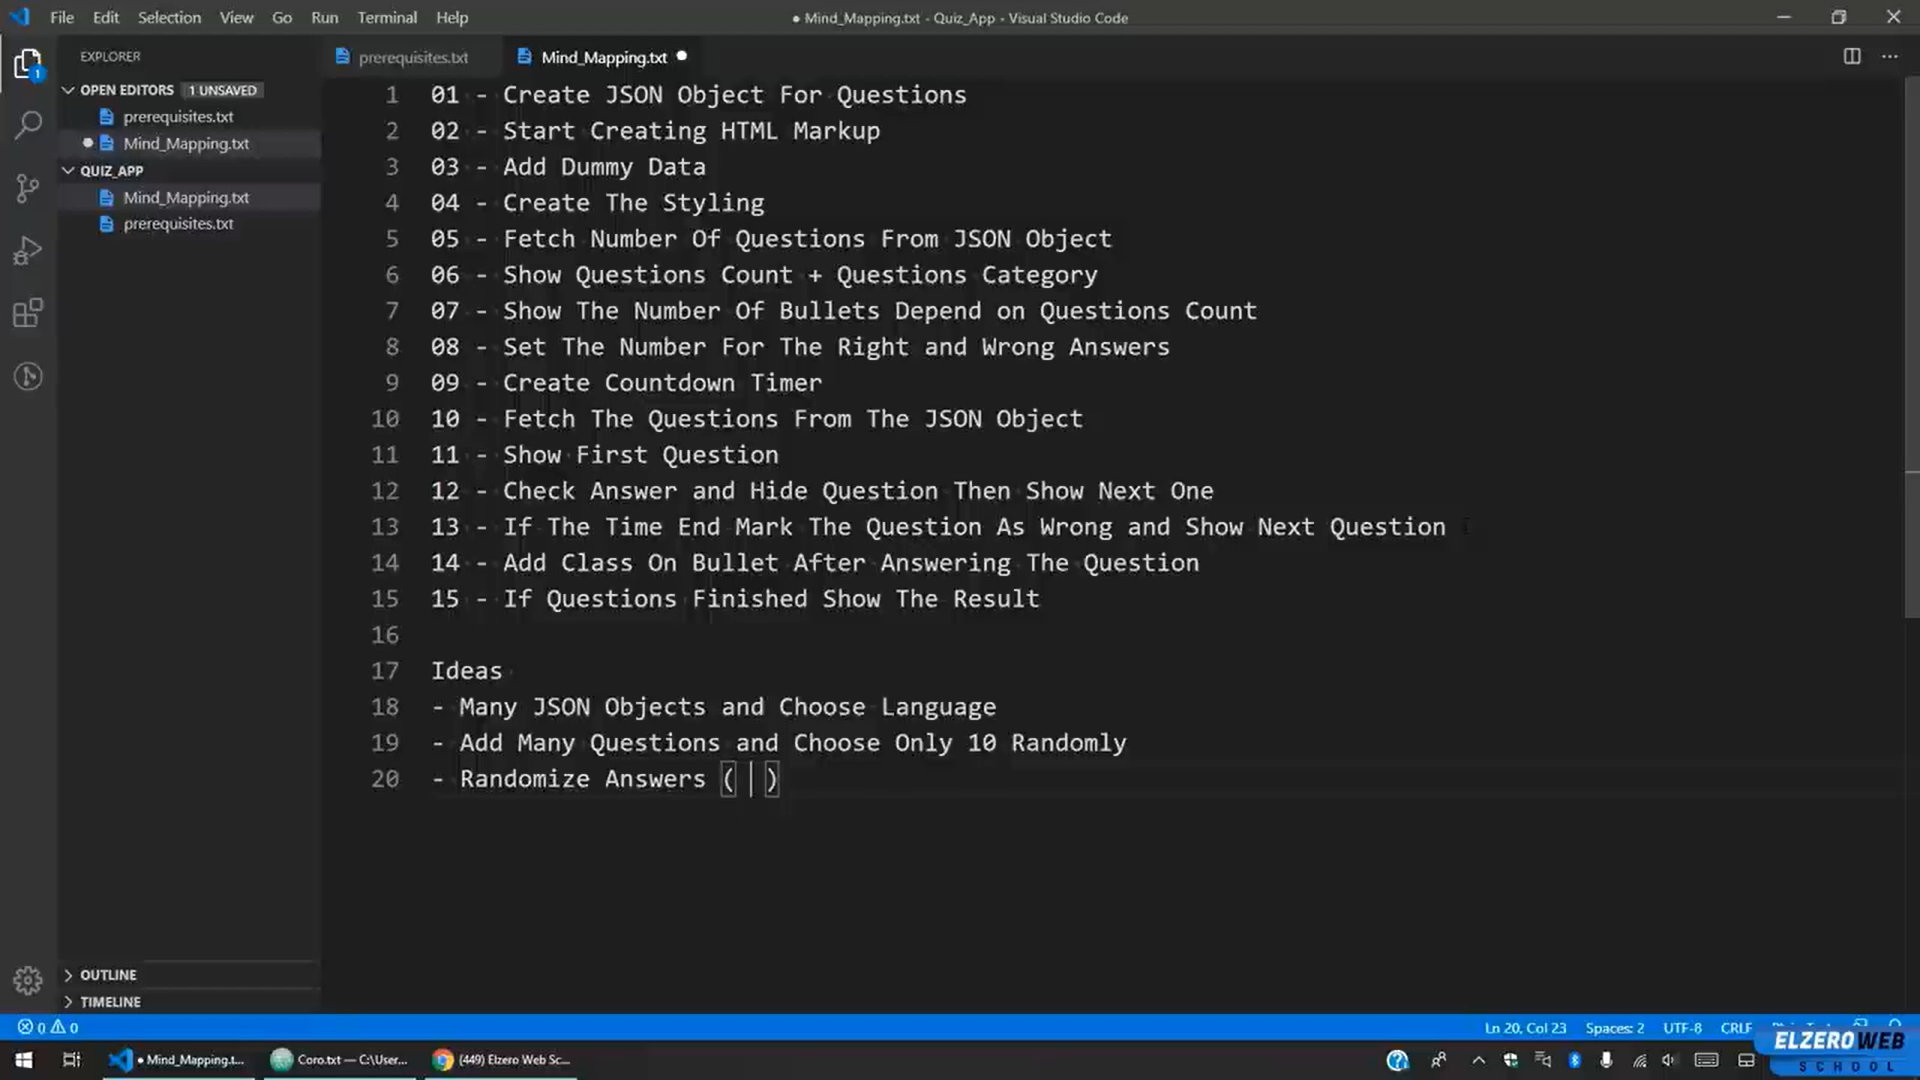 File Edit Selection View Go Run Terminal Help
● Mind_Mapping.txt - Quiz_App - Visual Studio Code
EXPLORER
OPEN EDITORS 1 UNSAVED
prerequisites.txt
Mind_Mapping.txt
QUIZ_APP
Mind_Mapping.txt
prerequisites.txt
OUTLINE
TIMELINE
prerequisites.txt Mind_Mapping.txt
1 01 - Create JSON Object For Questions
2 02 - Start Creating HTML Markup
3 03 - Add Dummy Data
4 04 - Create The Styling
5 05 - Fetch Number Of Questions From JSON Object
6 06 - Show Questions Count + Questions Category
7 07 - Show The Number Of Bullets Depend on Questions Count
8 08 - Set The Number For The Right and Wrong Answers
9 09 - Create Countdown Timer
10 10 - Fetch The Questions From The JSON Object
11 11 - Show First Question
12 12 - Check Answer and Hide Question Then Show Next One
13 13 - If The Time End Mark The Question As Wrong and Show Next Question
14 14 - Add Class On Bullet After Answering The Question
15 15 - If Questions Finished Show The Result
16
17 Ideas
18 - Many JSON Objects and Choose Language
19 - Add Many Questions and Choose Only 10 Randomly
20 - Randomize Answers ( )
0 0 Ln 20, Col 23 Spaces: 2 UTF-8 CRLF
● Mind_Mapping.t... Coro.txt — C:\User... (449) Elzero Web Sc...
ELZEROWEB
SCHOOL